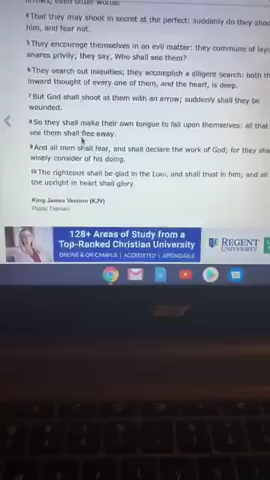 arrows, even bitter words:
4 That they may shoot in secret at the perfect: suddenly do they shoo
him, and fear not.
5 They encourage themselves in an evil matter: they commune of layi
snares privily; they say, Who shall see them?
6 They search out iniquities; they accomplish a diligent search: both th
inward thought of every one of them, and the heart, is deep.
7 But God shall shoot at them with an arrow; suddenly shall they be
wounded.
8 So they shall make their own tongue to fall upon themselves: all that
see them shall flee away.
9 And all men shall fear, and shall declare the work of God; for they sha
wisely consider of his doing.
10 The righteous shall be glad in the LORD, and shall trust in him; and all
the upright in heart shall glory.
King James Version (KJV)
Public Domain
128+ Areas of Study from a
Top-Ranked Christian University
ONLINE & ON CAMPUS | ACCREDITED | AFFORDABLE
REGENT
UNIVERSITY